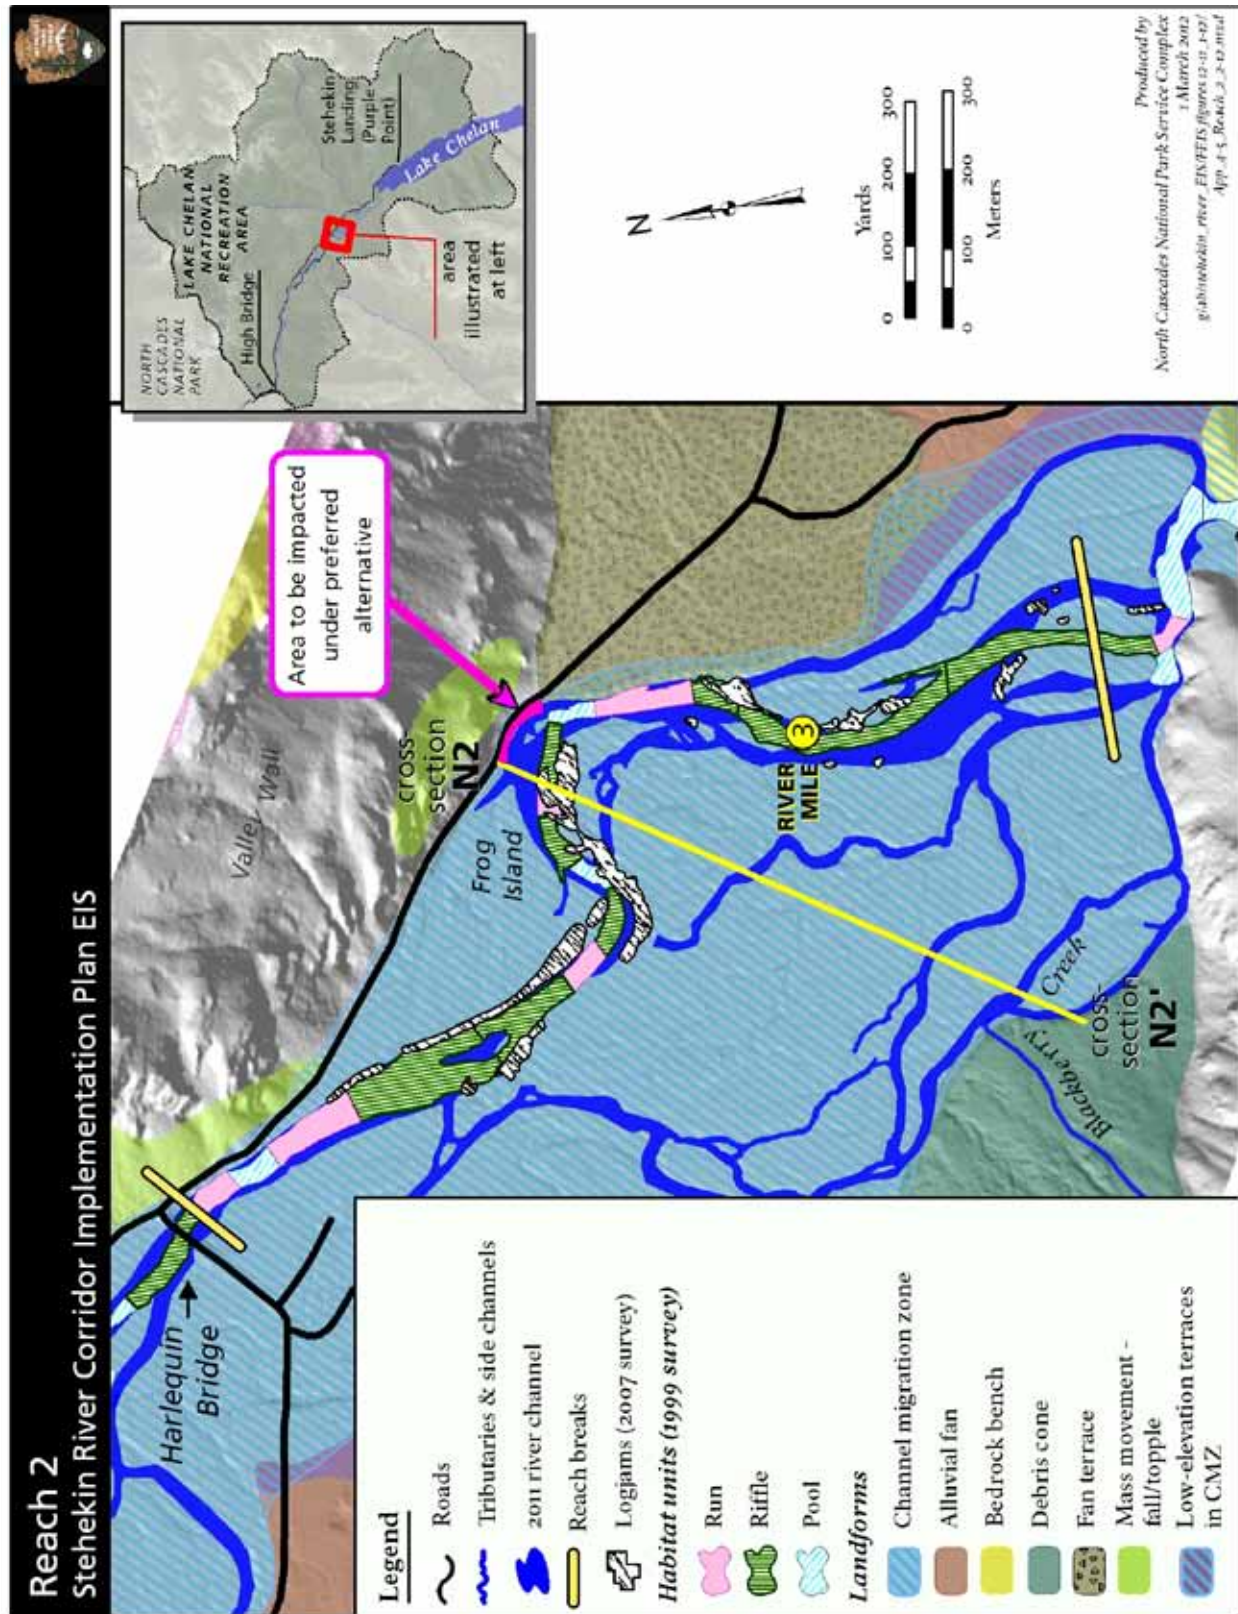 Reach 2
Stehekin River Corridor Implementation Plan EIS
Harlequin
Bridge
Valley Wall
cross-
section
N2
Area to be impacted
under preferred
alternative
Frog
Island
RIVER
MILE
3
Blackberry
Creek
cross-
section
N2'
Legend
Roads
Tributaries & side channels
2011 river channel
Reach breaks
Logjams (2007 survey)
Habitat units (1999 survey)
Run
Riffle
Pool
Landforms
Channel migration zone
Alluvial fan
Bedrock bench
Debris cone
Fan terrace
Mass movement -
fall/topple
Low-elevation terraces
in CMZ
NORTH
CASCADES
NATIONAL
PARK
LAKE CHELAN
NATIONAL
RECREATION
AREA
High Bridge
Stehekin
Landing
(Purple
Point)
Lake Chelan
area
illustrated
at left
N
Yards
0 100 200 300
0 100 200 300
Meters
Produced by
North Cascades National Park Service Complex
1 March 2012